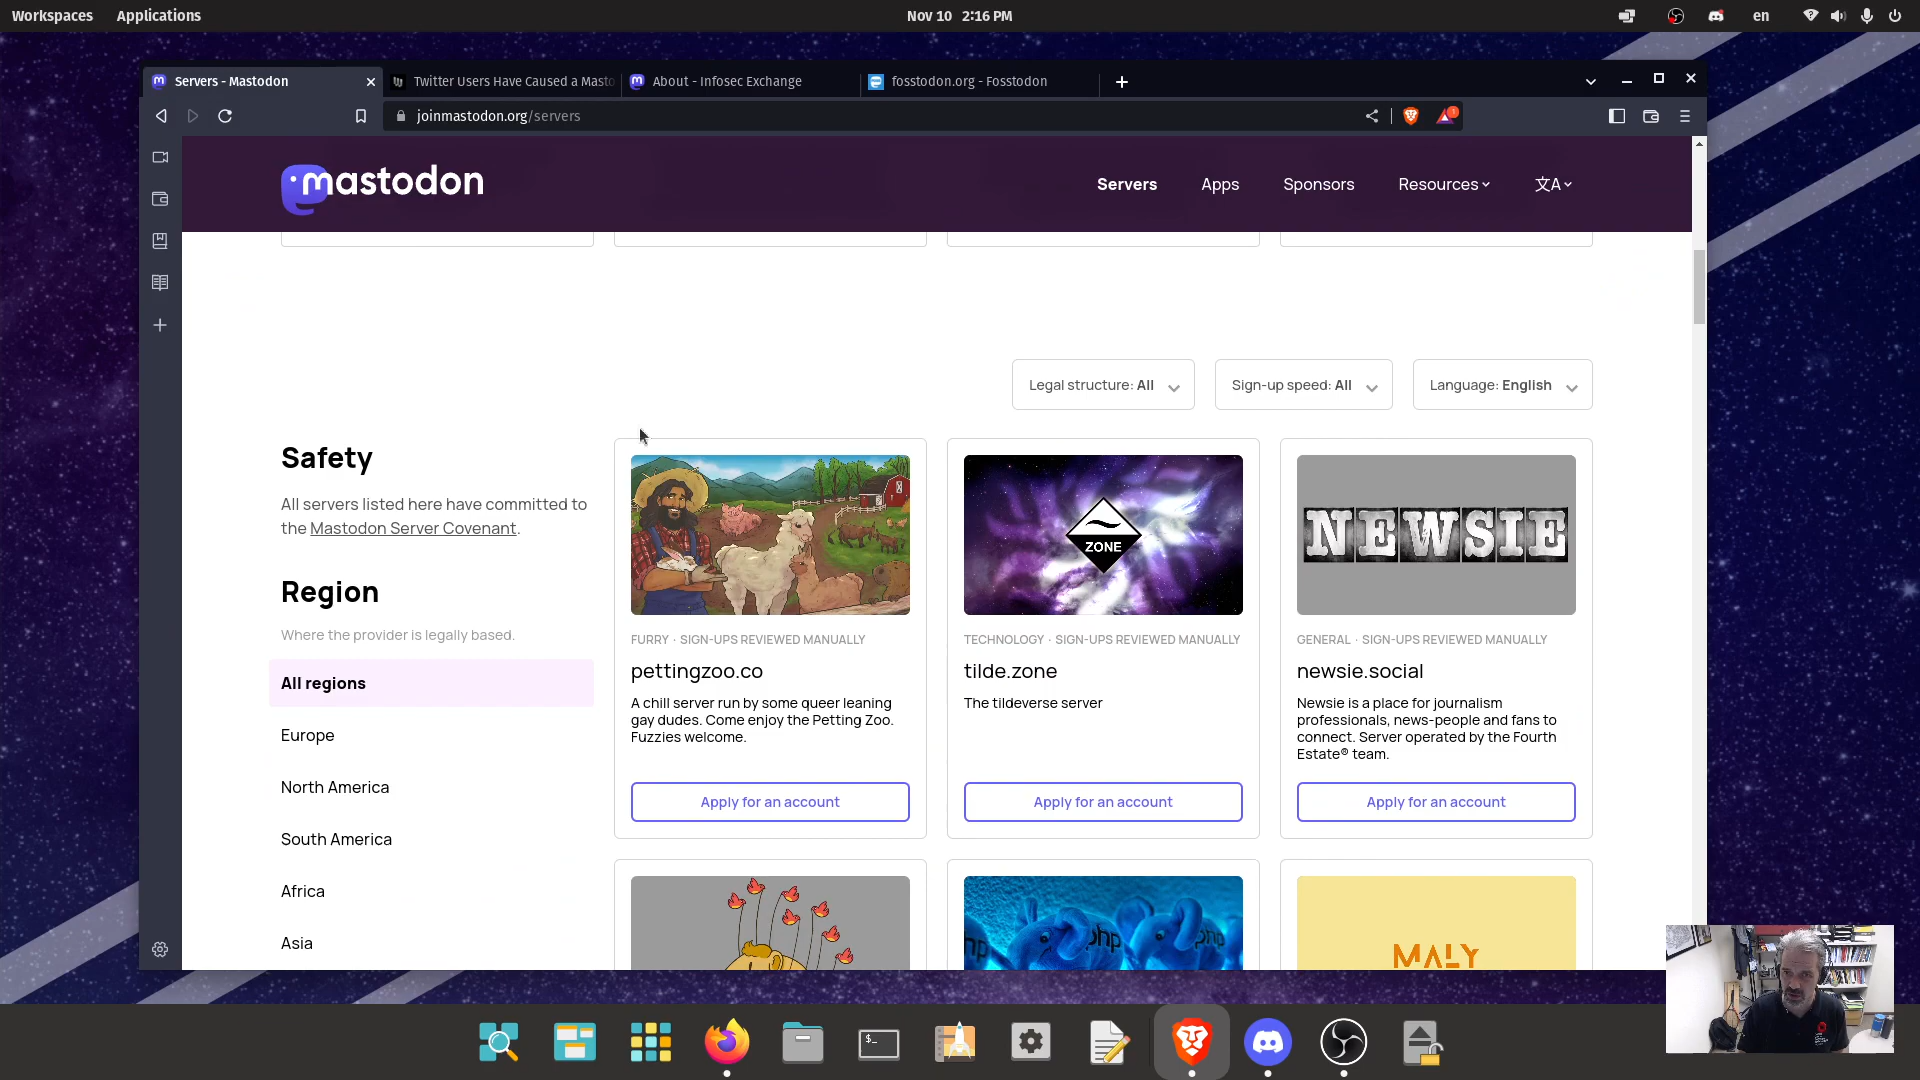 Workspaces Applications Nov 10 2:16 PM en
Servers - Mastodon Twitter Users Have Caused a Masto About - Infosec Exchange fosstodon.org - Fosstodon
joinmastodon.org/servers
mastodon Servers Apps Sponsors Resources 文A
Legal structure: All Sign-up speed: All Language: English
Safety
All servers listed here have committed to
the Mastodon Server Covenant.
Region
Where the provider is legally based.
All regions
Europe
North America
South America
Africa
Asia
FURRY · SIGN-UPS REVIEWED MANUALLY
pettingzoo.co
A chill server run by some queer leaning
gay dudes. Come enjoy the Petting Zoo.
Fuzzies welcome.
Apply for an account
ZONE
TECHNOLOGY · SIGN-UPS REVIEWED MANUALLY
tilde.zone
The tildeverse server
Apply for an account
NEWSIE
GENERAL · SIGN-UPS REVIEWED MANUALLY
newsie.social
Newsie is a place for journalism
professionals, news-people and fans to
connect. Server operated by the Fourth
Estate® team.
Apply for an account
php
MALY
$_